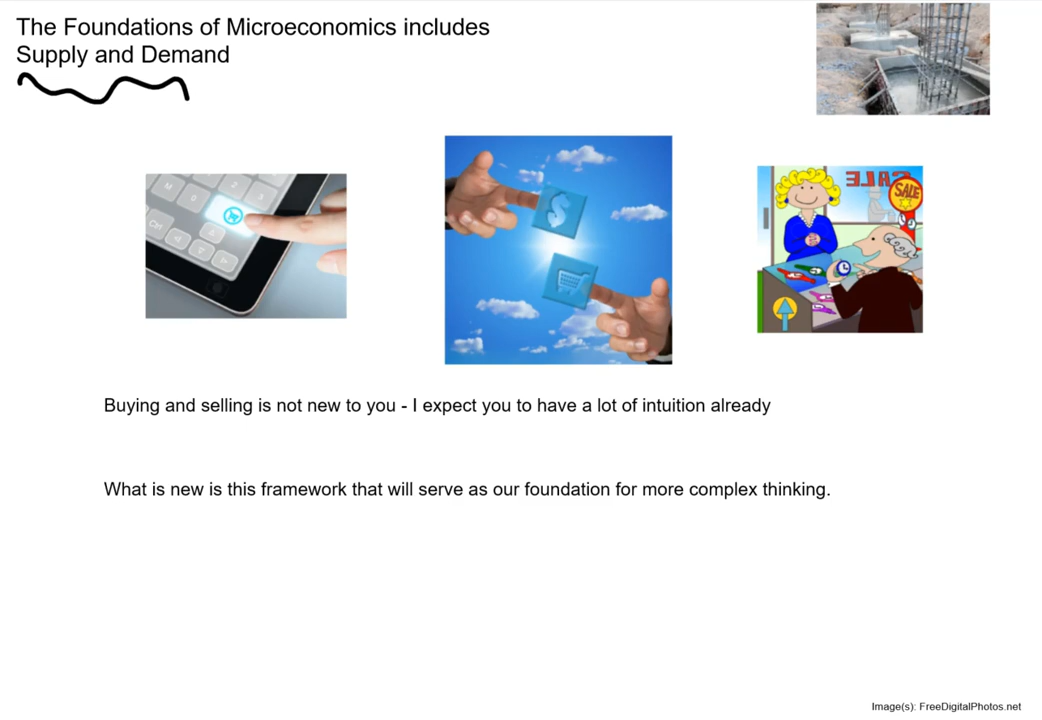 The Foundations of Microeconomics includes
Supply and Demand
SALE
SALE
Buying and selling is not new to you - I expect you to have a lot of intuition already
What is new is this framework that will serve as our foundation for more complex thinking.
Image(s): FreeDigitalPhotos.net